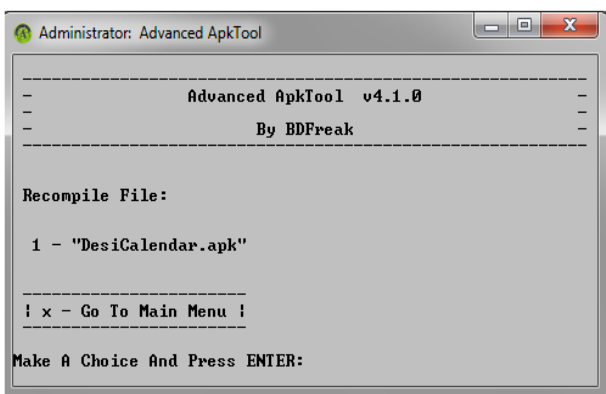 Administrator: Advanced ApkTool
------------------------------------------------------------
- Advanced ApkTool v4.1.0 -
- -
- By BDFreak -
------------------------------------------------------------
Recompile File:
1 - "DesiCalendar.apk"
------------------------
¦ x - Go To Main Menu ¦
------------------------
Make A Choice And Press ENTER: